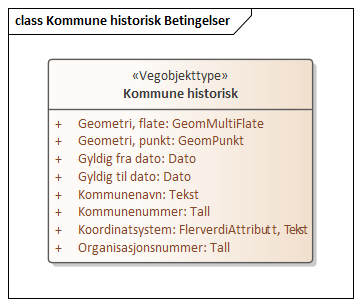 class Kommune historisk Betingelser
«Vegobjekttype»
Kommune historisk
+ Geometri, flate: GeomMultiFlate
+ Geometri, punkt: GeomPunkt
+ Gyldig fra dato: Dato
+ Gyldig til dato: Dato
+ Kommunenavn: Tekst
+ Kommunenummer: Tall
+ Koordinatsystem: FlerverdiAttributt, Tekst
+ Organisasjonsnummer: Tall